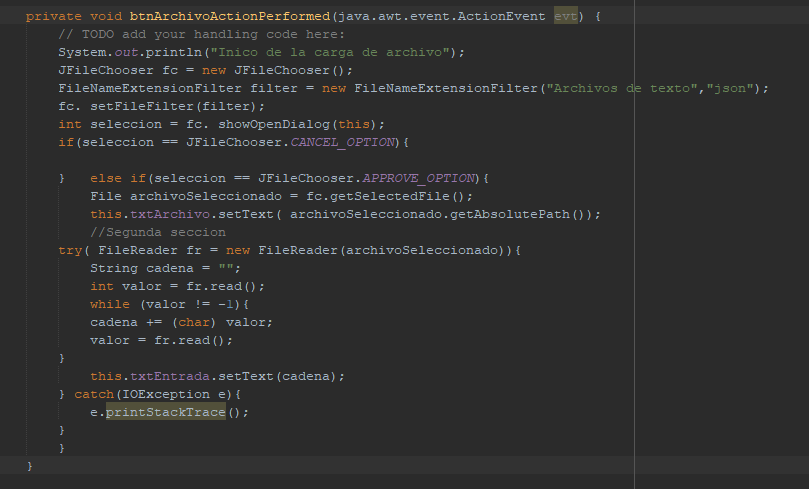 private void btnArchivoActionPerformed(java.awt.event.ActionEvent evt) {
// TODO add your handling code here:
System.out.println("Inico de la carga de archivo");
JFileChooser fc = new JFileChooser();
FileNameExtensionFilter filter = new FileNameExtensionFilter("Archivos de texto","json");
fc. setFileFilter(filter);
int seleccion = fc. showOpenDialog(this);
if(seleccion == JFileChooser.CANCEL_OPTION){
}   else if(seleccion == JFileChooser.APPROVE_OPTION){
File archivoSeleccionado = fc.getSelectedFile();
this.txtArchivo.setText( archivoSeleccionado.getAbsolutePath());
//Segunda seccion
try( FileReader fr = new FileReader(archivoSeleccionado)){
String cadena = "";
int valor = fr.read();
while (valor != -1){
cadena += (char) valor;
valor = fr.read();
}
this.txtEntrada.setText(cadena);
} catch(IOException e){
e.printStackTrace();
}
}
}